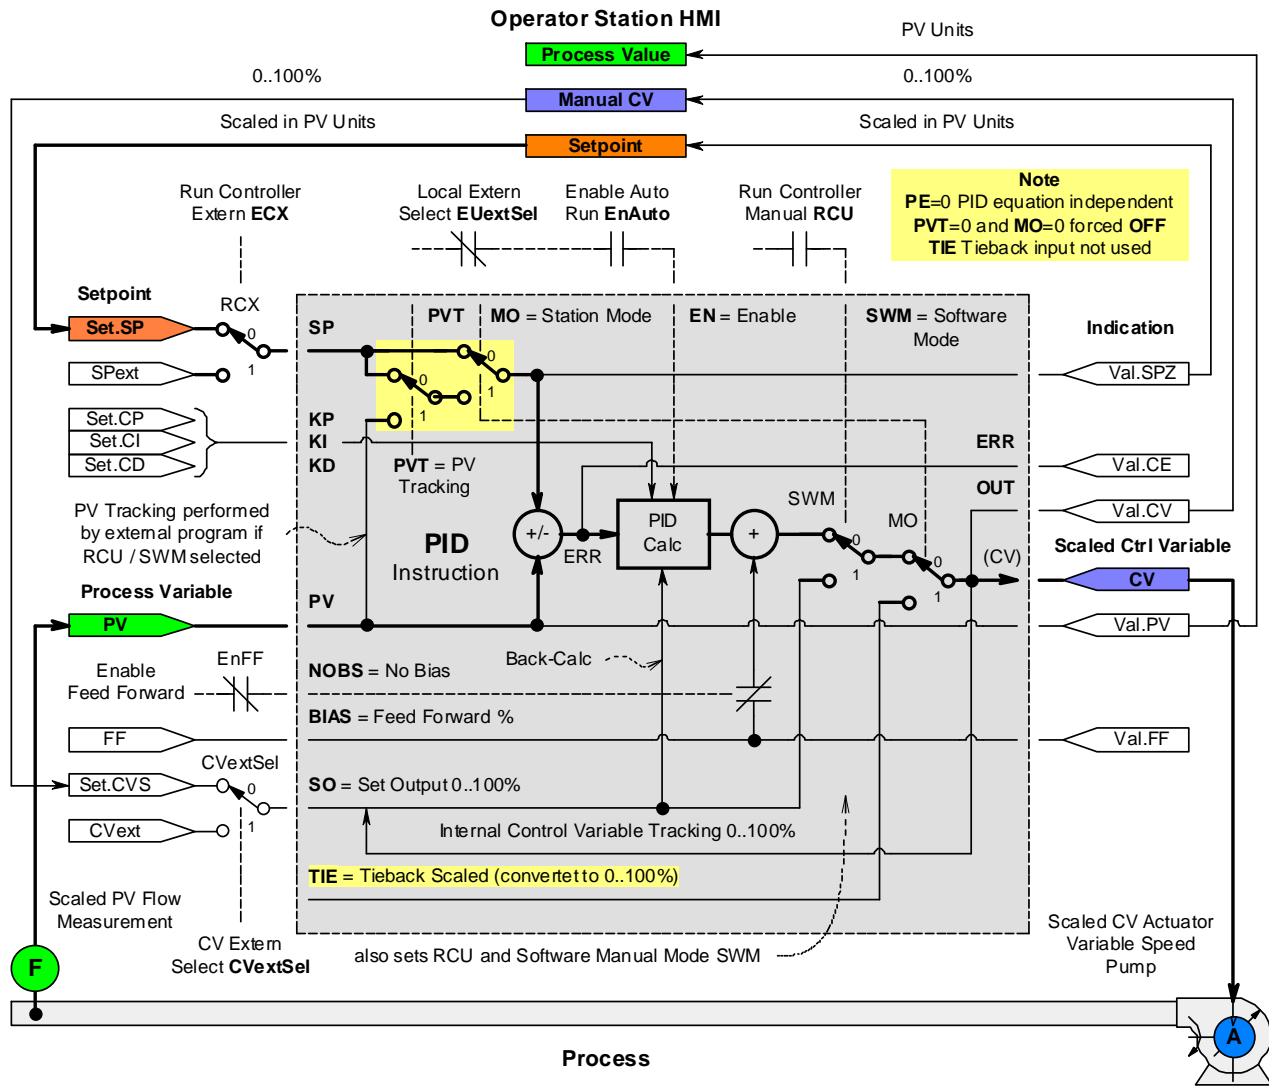 Operator Station HMI
PV Units
Process Value
0..100%
0..100%
Manual CV
Scaled in PV Units
Scaled in PV Units
Setpoint
Run Controller
Extern ECX
Local Extern
Select EUextSel
Enable Auto
Run EnAuto
Run Controller
Manual RCU
Note
PE=0 PID equation independent
PVT=0 and MO=0 forced OFF
TIE Tieback input not used
Setpoint
RCX
Set.SP
0
1
SPext
SP
PVT
MO = Station Mode
EN = Enable
SWM = Software
Mode
Indication
0
0
1
1
Val.SPZ
Set.CP
Set.CI
Set.CD
KP
KI
KD
PVT = PV
Tracking
ERR
Val.CE
OUT
Val.CV
PV Tracking performed
by external program if
RCU / SWM selected
PID
Instruction
+/-
ERR
PID
Calc
+
SWM
0
1
MO
0
1
(CV)
Scaled Ctrl Variable
CV
Process Variable
PV
PV
Val.PV
Back-Calc
Enable
Feed Forward
EnFF
NOBS = No Bias
BIAS = Feed Forward %
FF
Val.FF
CVextSel
Set.CVS
0
1
SO = Set Output 0..100%
CVext
Internal Control Variable Tracking 0..100%
TIE = Tieback Scaled (convertet to 0..100%)
Scaled PV Flow
Measurement
CV Extern
Select CVextSel
also sets RCU and Software Manual Mode SWM
Scaled CV Actuator
Variable Speed
Pump
F
A
Process